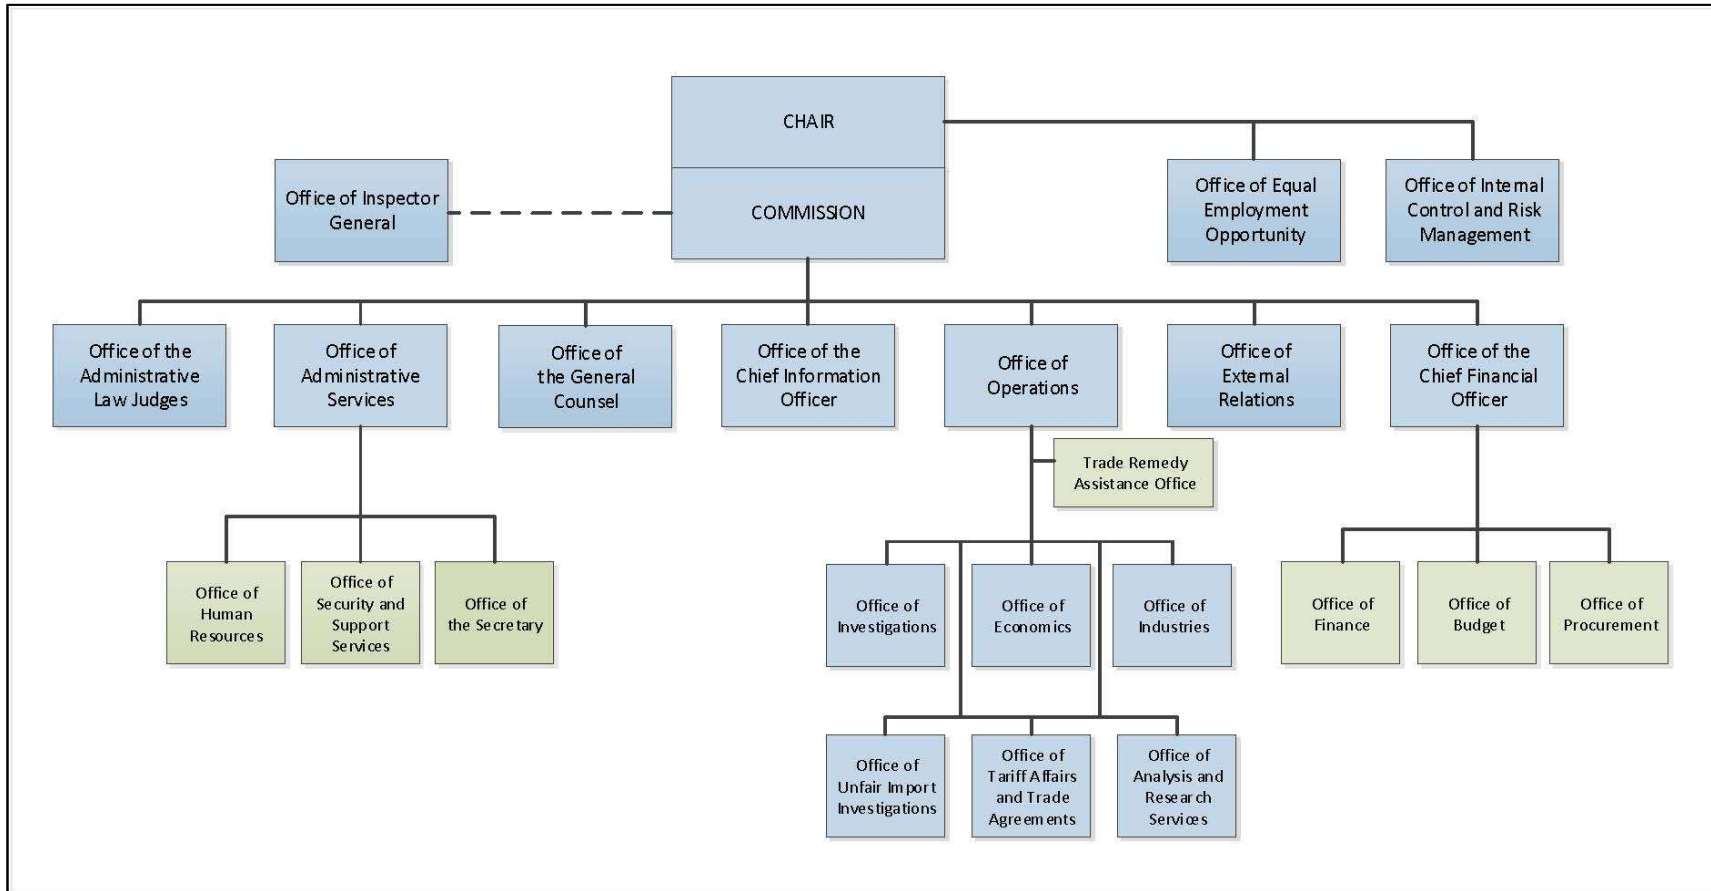 CHAIR
COMMISSION
Office of Inspector
General
Office of Equal
Employment
Opportunity
Office of Internal
Control and Risk
Management
Office of the
Administrative
Law Judges
Office of
Administrative
Services
Office of
the General
Counsel
Office of the
Chief Information
Officer
Office of
Operations
Office of
External
Relations
Office of the
Chief Financial
Officer
Trade Remedy
Assistance Office
Office of
Human
Resources
Office of
Security and
Support
Services
Office of
the Secretary
Office of
Investigations
Office of
Economics
Office of
Industries
Office of
Finance
Office of
Budget
Office of
Procurement
Office of
Unfair Import
Investigations
Office of
Tariff Affairs
and Trade
Agreements
Office of
Analysis and
Research
Services